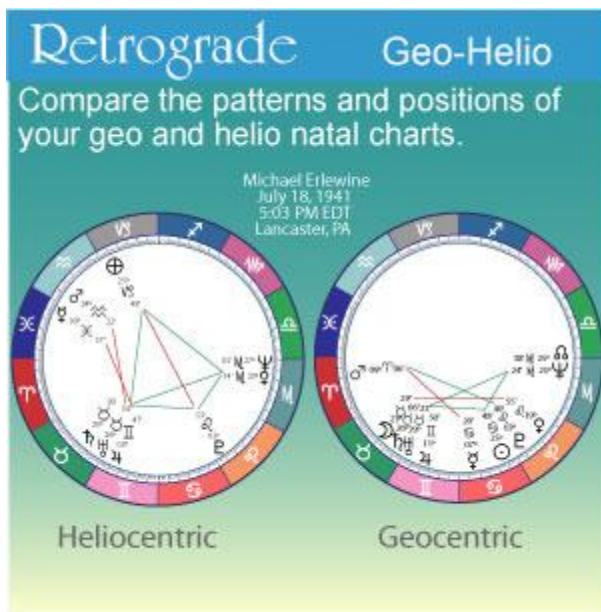 Retrograde Geo-Helio
Compare the patterns and positions of
your geo and helio natal charts.
Michael Erlewine
July 18, 1941
5:03 PM EDT
Lancaster, PA
Heliocentric Geocentric